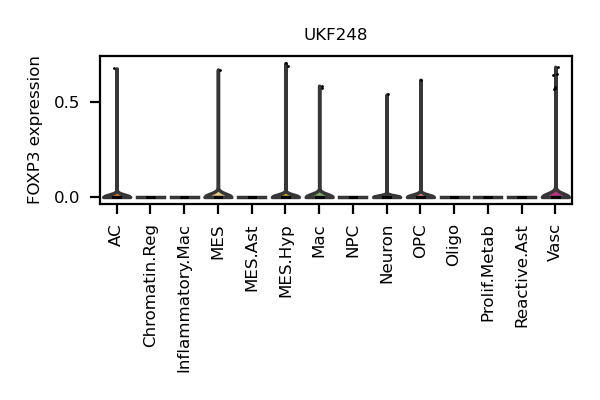 UKF248
FOXP3 expression
0.5
0.0
AC
Chromatin.Reg
Inflammatory.Mac
MES
MES.Ast
MES.Hyp
Mac
NPC
Neuron
OPC
Oligo
Prolif.Metab
Reactive.Ast
Vasc